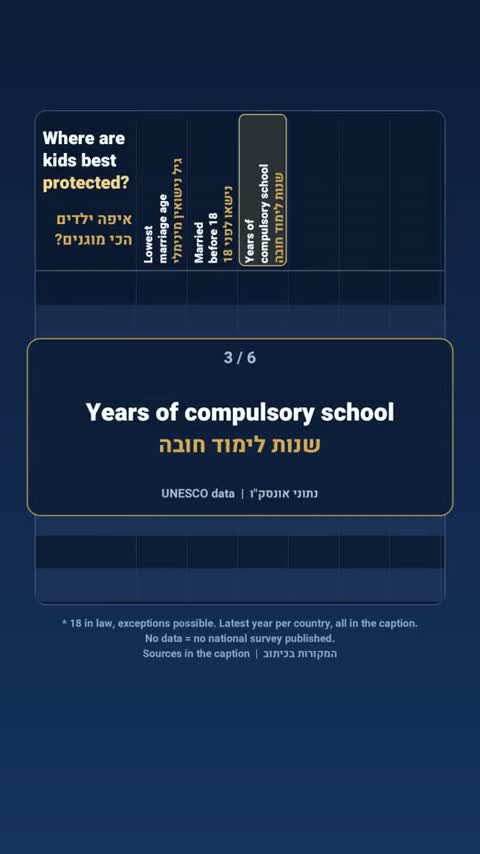 Where are
kids best
protected?
איפה ילדים
הכי מוגנים?
Lowest
marriage age
גיל נישואין מינימלי
Married
before 18
נישאו לפני 18
Years of
compulsory school
שנות לימוד חובה
3 / 6
Years of compulsory school
שנות לימוד חובה
UNESCO data | נתוני אונסק"ו
* 18 in law, exceptions possible. Latest year per country, all in the caption.
No data = no national survey published.
Sources in the caption | המקורות בכיתוב